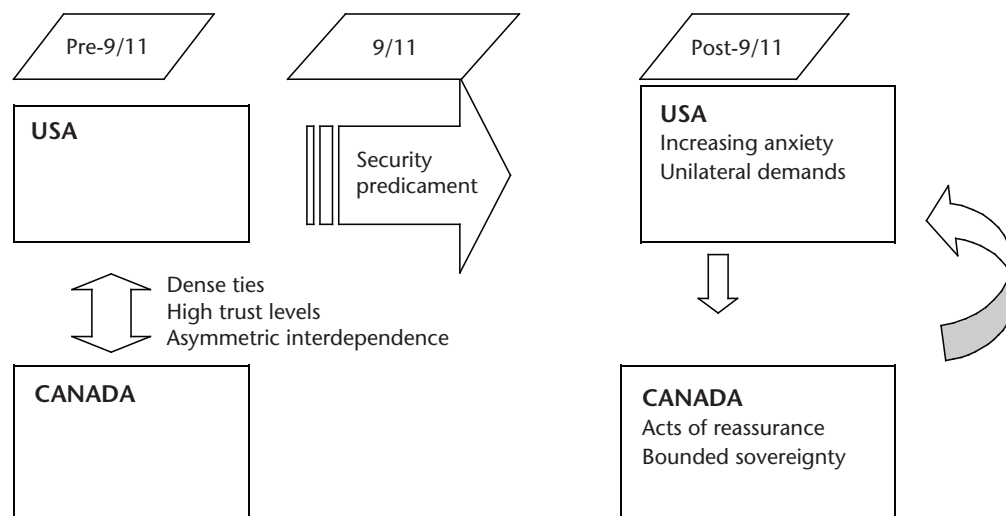 Pre-9/11
9/11
Post-9/11
USA
Security
predicament
USA
Increasing anxiety
Unilateral demands
Dense ties
High trust levels
Asymmetric interdependence
CANADA
CANADA
Acts of reassurance
Bounded sovereignty